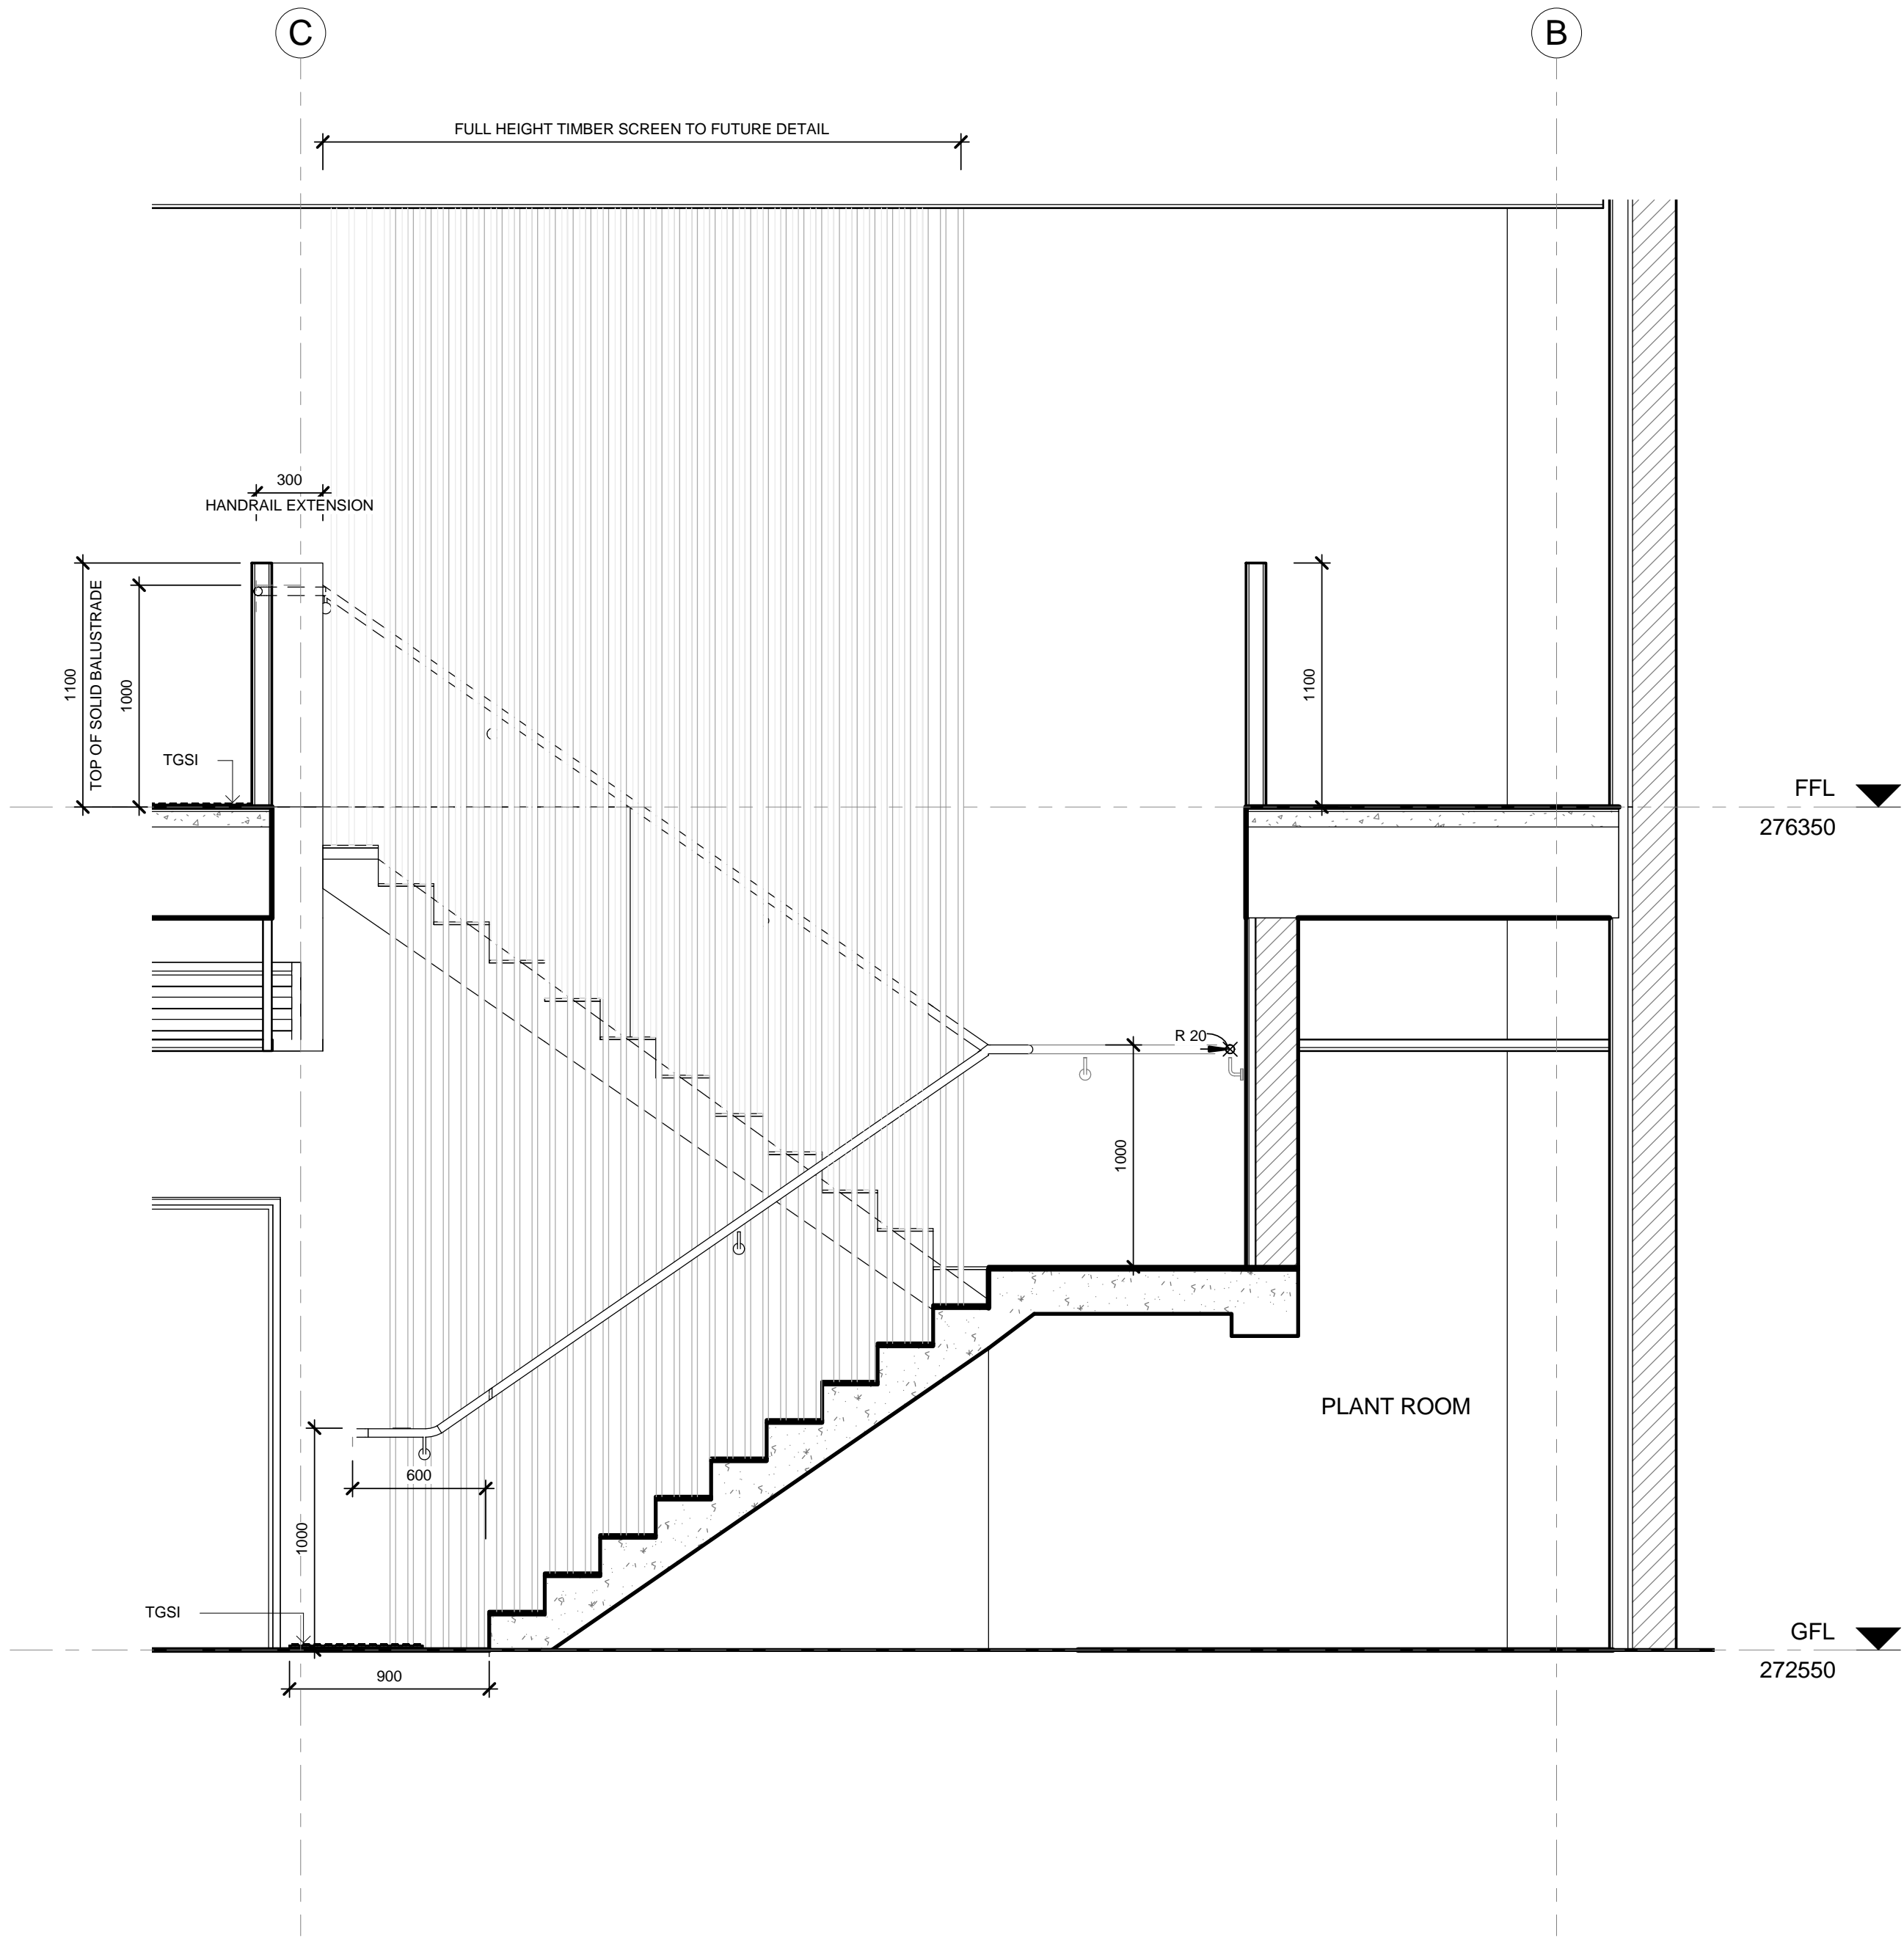 C
B
FULL HEIGHT TIMBER SCREEN TO FUTURE DETAIL
300
HANDRAIL EXTENSION
1100
TOP OF SOLID BALUSTRADE
1000
1100
TGSI
FFL
276350
R 20
1000
PLANT ROOM
600
1000
TGSI
GFL
272550
900